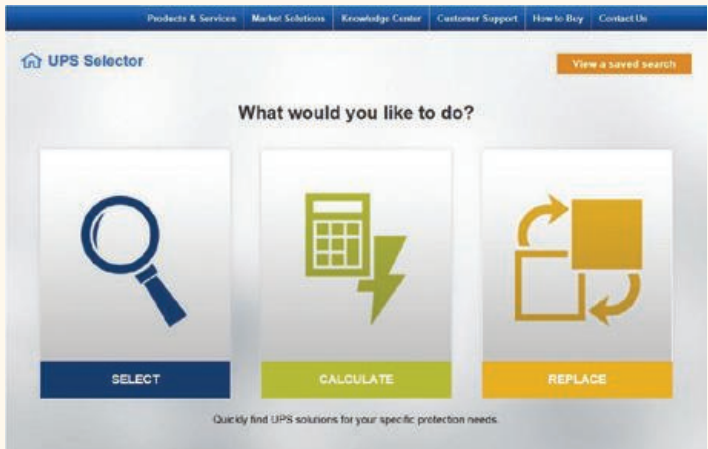 Products & Services Market Solutions Knowledge Center Customer Support How to Buy Contact Us
UPS Selector
View a saved search
What would you like to do?
SELECT CALCULATE REPLACE
Quickly find UPS solutions for your specific protection needs.